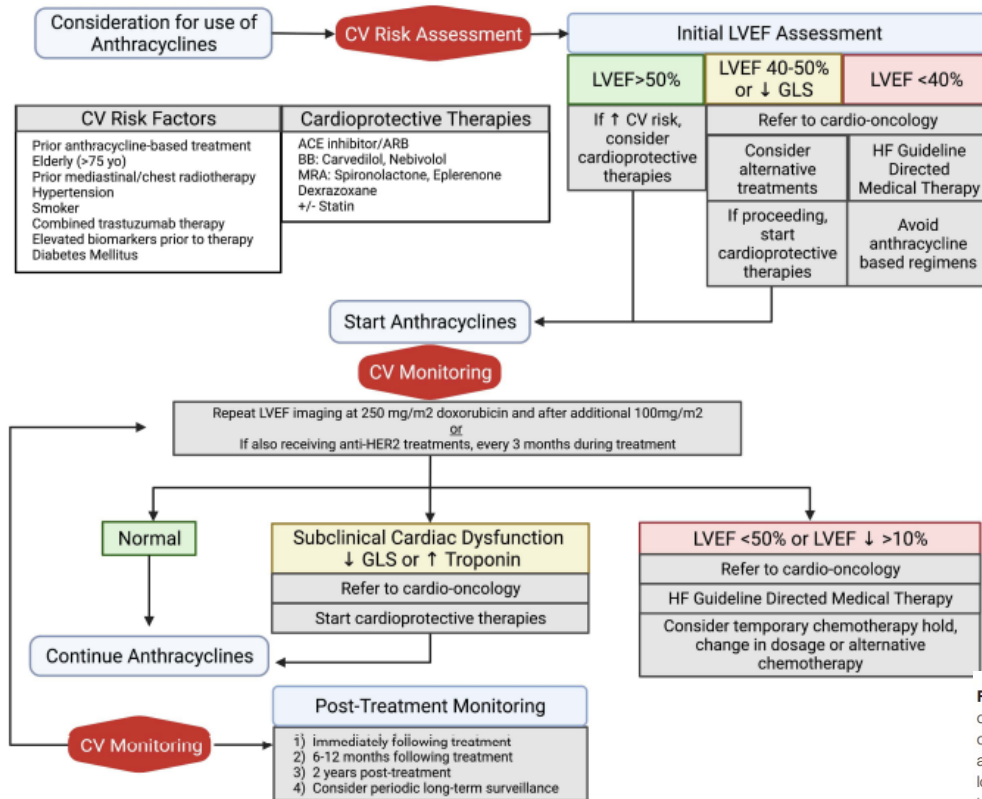 Consideration for use of
Anthracyclines
CV Risk Assessment
Initial LVEF Assessment
LVEF>50%
LVEF 40-50%
or ↓ GLS
LVEF <40%
If ↑ CV risk,
consider
cardioprotective
therapies
Refer to cardio-oncology
Consider
alternative
treatments
If proceeding,
start
cardioprotective
therapies
HF Guideline
Directed
Medical Therapy
Avoid
anthracycline
based regimens
CV Risk Factors
Prior anthracycline-based treatment
Elderly (>75 yo)
Prior mediastinal/chest radiotherapy
Hypertension
Smoker
Combined trastuzumab therapy
Elevated biomarkers prior to therapy
Diabetes Mellitus
Cardioprotective Therapies
ACE inhibitor/ARB
BB: Carvedilol, Nebivolol
MRA: Spironolactone, Eplerenone
Dexrazoxane
+/- Statin
Start Anthracyclines
CV Monitoring
Repeat LVEF imaging at 250 mg/m2 doxorubicin and after additional 100mg/m2
or
If also receiving anti-HER2 treatments, every 3 months during treatment
Normal
Subclinical Cardiac Dysfunction
↓ GLS or ↑ Troponin
Refer to cardio-oncology
Start cardioprotective therapies
LVEF <50% or LVEF ↓ >10%
Refer to cardio-oncology
HF Guideline Directed Medical Therapy
Consider temporary chemotherapy hold,
change in dosage or alternative
chemotherapy
Continue Anthracyclines
CV Monitoring
Post-Treatment Monitoring
1) Immediately following treatment
2) 6-12 months following treatment
3) 2 years post-treatment
4) Consider periodic long-term surveillance